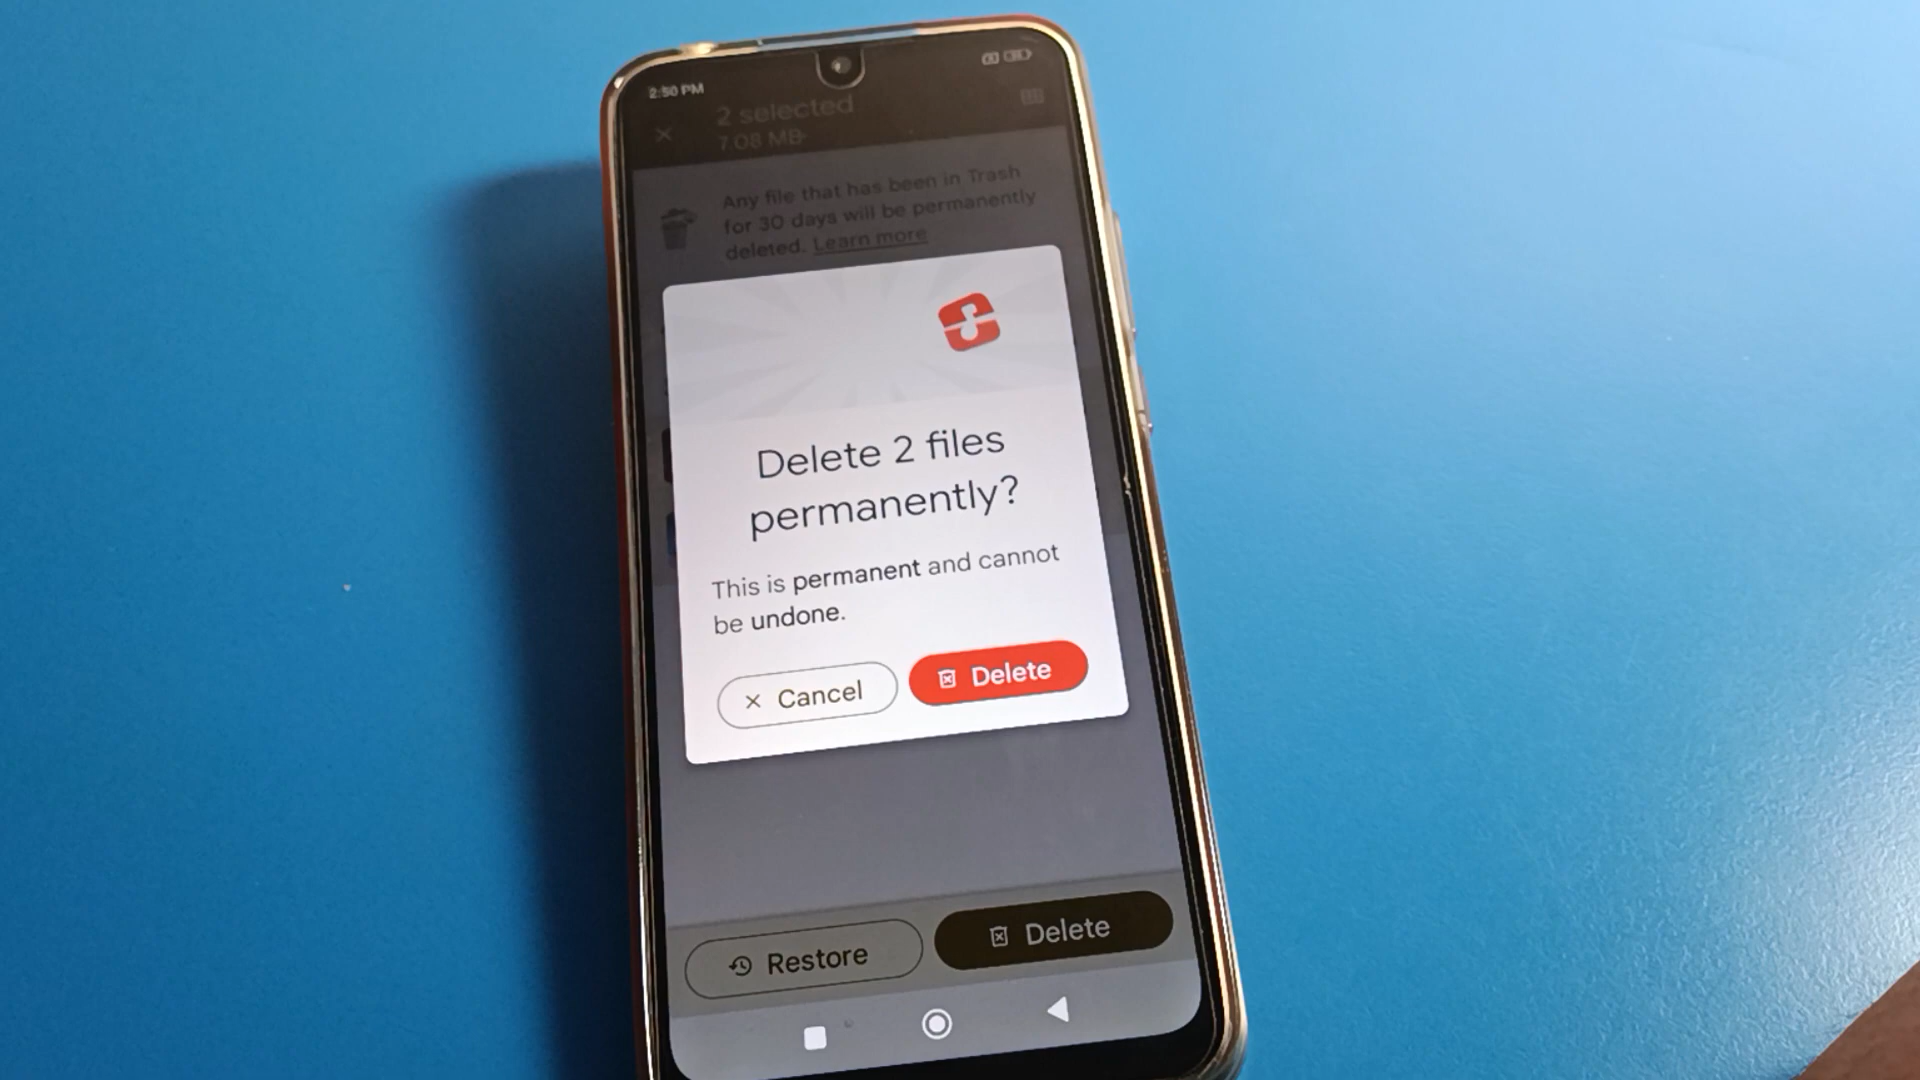 2:50 PM
2 selected
7.08 MB
Any file that has been in Trash
for 30 days will be permanently
deleted. Learn more
Delete 2 files
permanently?
This is permanent and cannot
be undone.
Cancel
Delete
Restore
Delete